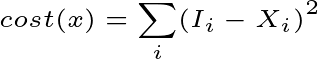 cost(x) = ∑_i (I_i − X_i)^2